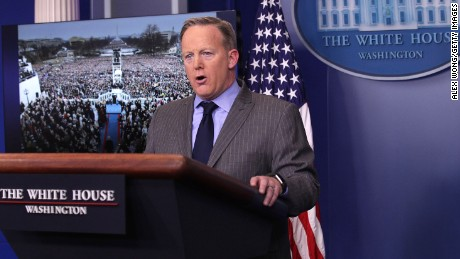 THE WHITE HOUSE
WASHINGTON
THE WHITE HOUSE
WASHINGTON
ALEX WONG/GETTY IMAGES